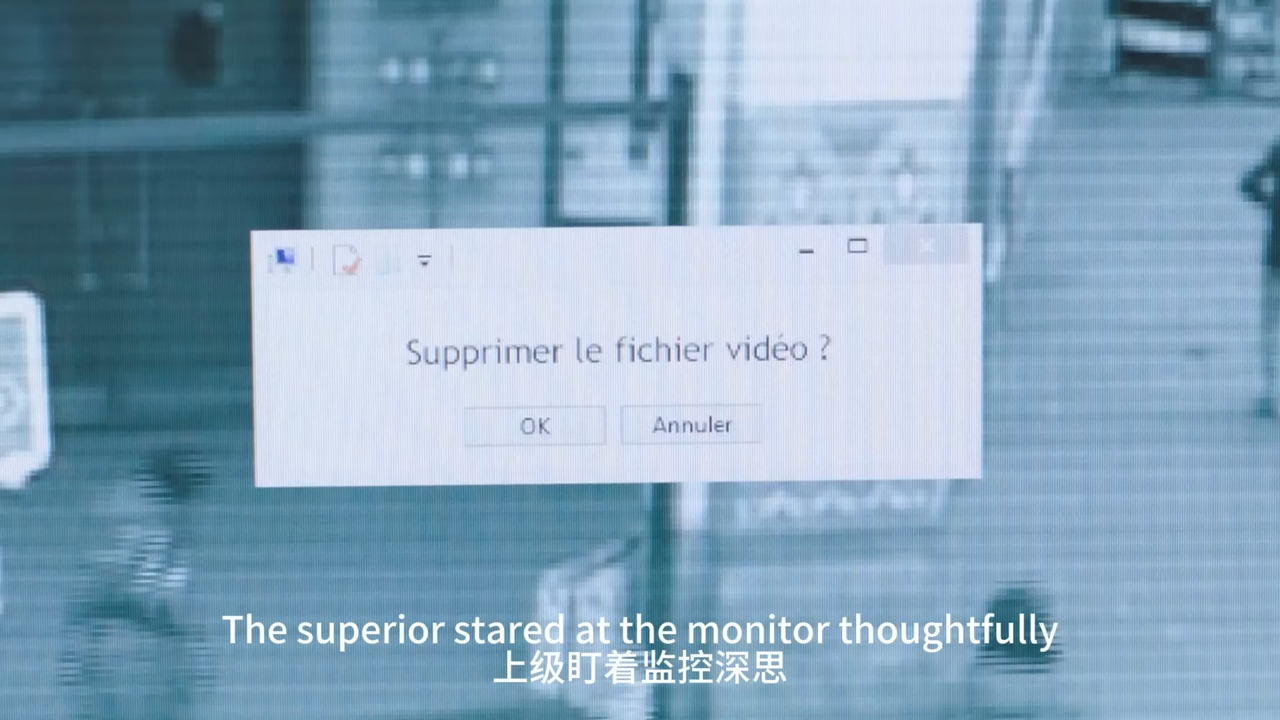 Supprimer le fichier vidéo ?
OK
Annuler
The superior stared at the monitor thoughtfully
上级盯着监控深思